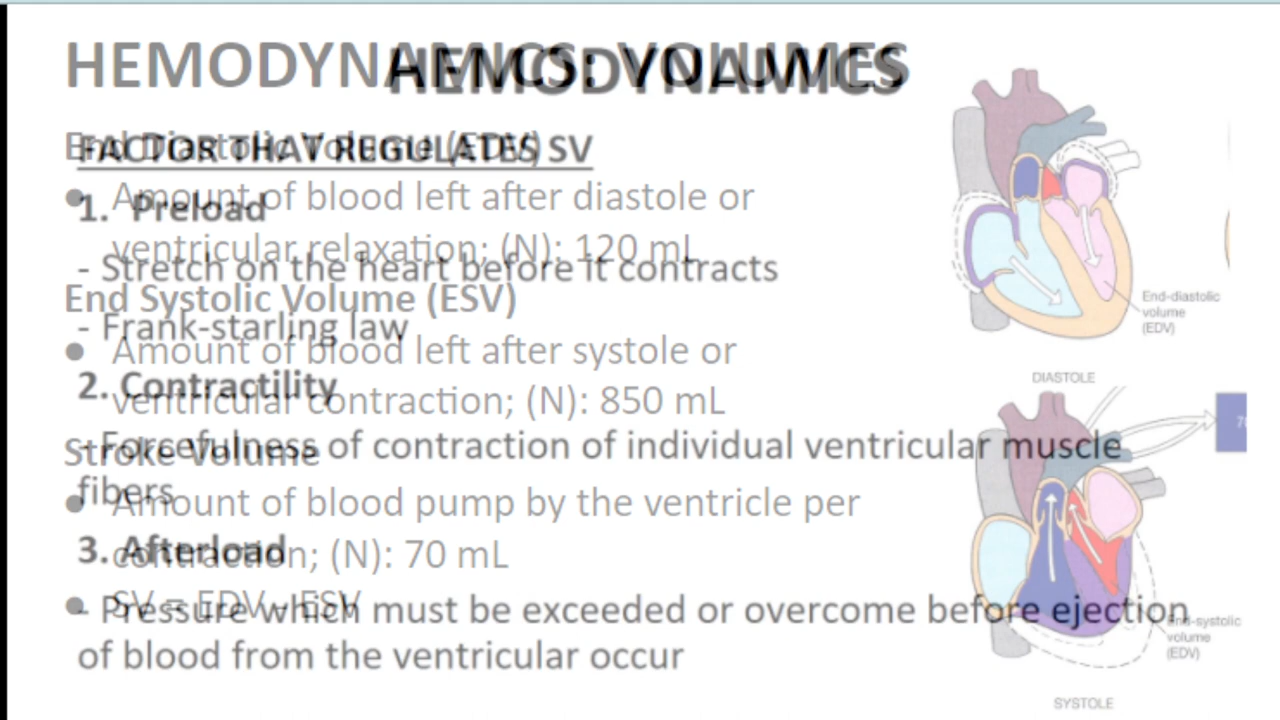 HEMODYNAMICS: VOLUMES
End Diastolic Volume (EDV)
● Amount of blood left after diastole or
ventricular relaxation; (N): 120 mL
End Systolic Volume (ESV)
● Amount of blood left after systole or
ventricular contraction; (N): 850 mL
Stroke Volume
● Amount of blood pump by the ventricle per
contraction; (N): 70 mL
● SV = EDV - ESV
HEMODYNAMICS
FACTOR THAT REGULATES SV
1. Preload
- Stretch on the heart before it contracts
- Frank-starling law
2. Contractility
- Forcefulness of contraction of individual ventricular muscle
fibers
3. Afterload
- Pressure which must be exceeded or overcome before ejection
of blood from the ventricular occur
End-diastolic
volume
(EDV)
DIASTOLE
End-systolic
volume
(EDV)
SYSTOLE